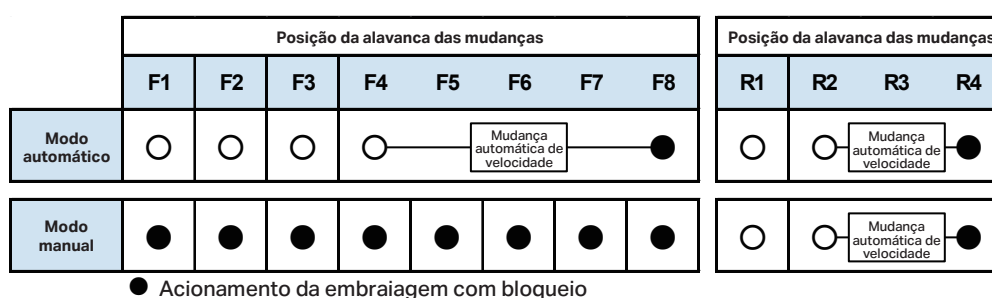 Posição da alavanca das mudanças
Posição da alavanca das mudanças
F1 F2 F3 F4 F5 F6 F7 F8 R1 R2 R3 R4
Modo
automático
Mudança
automática de
velocidade
Mudança
automática de
velocidade
Modo
manual
Mudança
automática de
velocidade
Acionamento da embraiagem com bloqueio